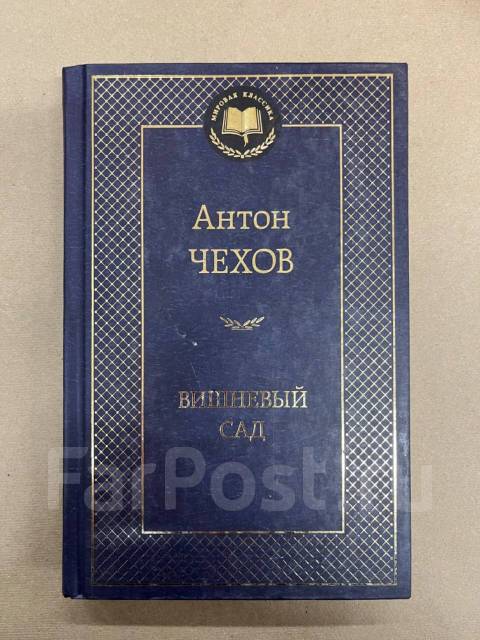 МИРОВАЯ КЛАССИКА
Антон
ЧЕХОВ
ВИШНЕВЫЙ
САД
FarPost.ru